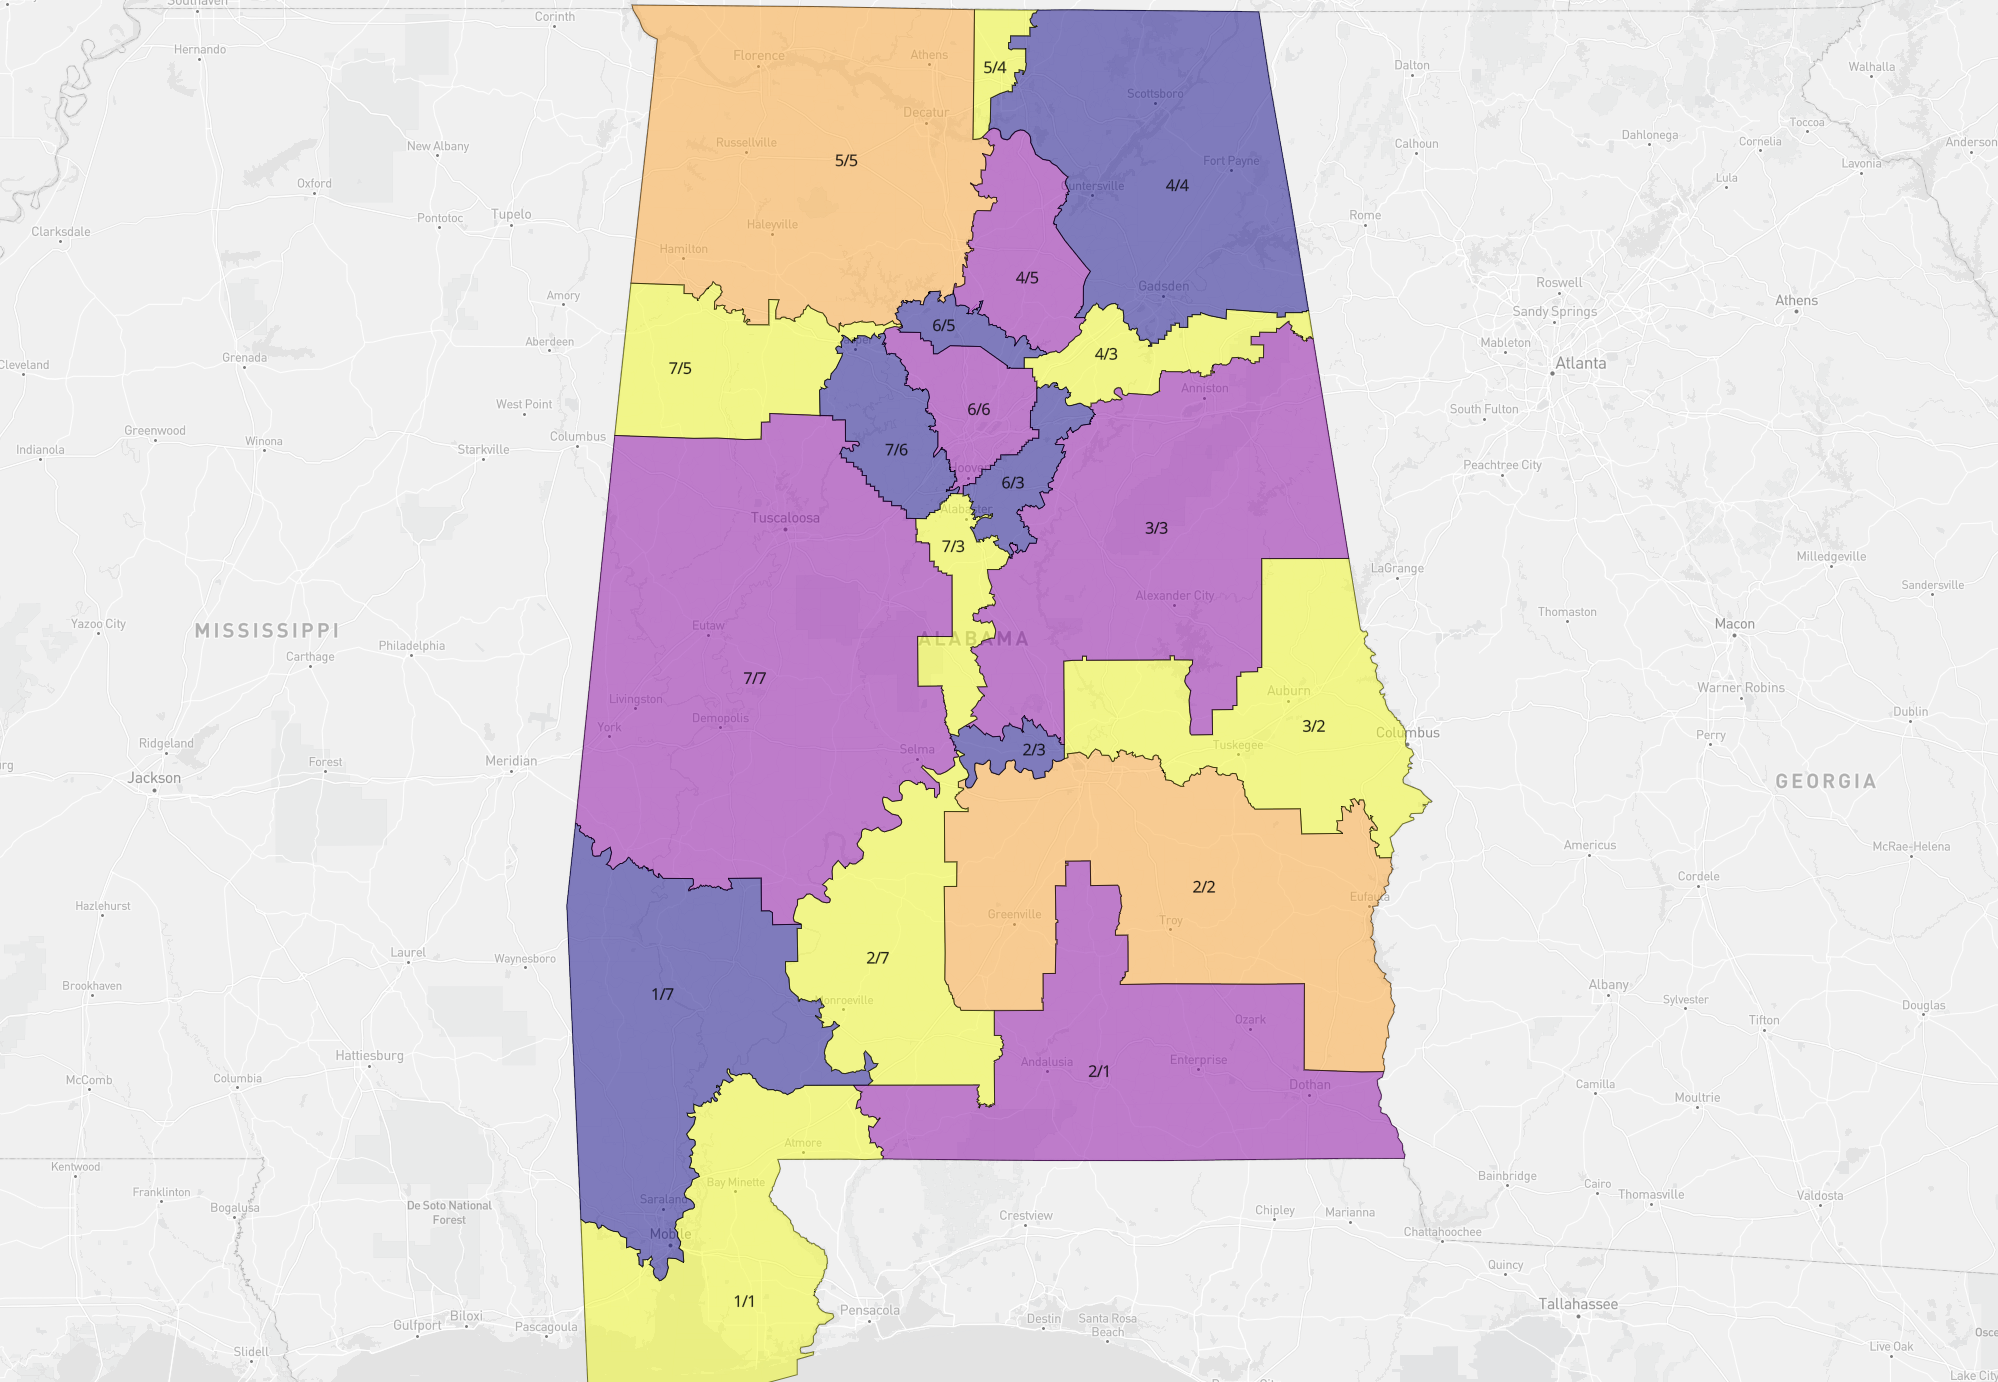 Southaven
Corinth
Hernando
Florence
Athens
5/4
Dalton
Walhalla
Scottsboro
Decatur
Toccoa
New Albany
Russellville
Calhoun
Dahlonega
Cornelia
Anderson
5/5
Fort Payne
Lavonia
Oxford
Guntersville
4/4
Lula
Pontotoc
Tupelo
Rome
Clarksdale
Haleyville
Hamilton
4/5
Gadsden
Roswell
Athens
Amory
Sandy Springs
6/5
Aberdeen
Mableton
Grenada
4/3
Cleveland
7/5
Atlanta
Anniston
West Point
6/6
South Fulton
Greenwood
Winona
Columbus
Indianola
Starkville
7/6
Hoover
Peachtree City
6/3
Alabaster
Tuscaloosa
3/3
7/3
Milledgeville
LaGrange
Sandersville
Alexander City
Thomaston
Yazoo City
Eutaw
Macon
MISSISSIPPI
Philadelphia
ALABAMA
Carthage
7/7
Warner Robins
Livingston
Auburn
Demopolis
York
3/2
Dublin
Columbus
Perry
Ridgeland
Selma
2/3
Tuskegee
Forest
Meridian
Jackson
GEORGIA
Americus
McRae-Helena
Cordele
2/2
Eufaula
Hazlehurst
Greenville
Troy
Laurel
2/7
Waynesboro
Brookhaven
1/7
Albany
Monroeville
Sylvester
Douglas
Ozark
Tifton
Hattiesburg
Andalusia
Enterprise
2/1
McComb
Columbia
Dothan
Camilla
Moultrie
Atmore
Kentwood
Bainbridge
Bay Minette
Cairo
Franklinton
Saraland
Thomasville
Valdosta
De Soto National
Forest
Bogalusa
Crestview
Chipley
Marianna
Mobile
Chattahoochee
Quincy
1/1
Tallahassee
Pensacola
Biloxi
Destin
Santa Rosa
Beach
Gulfport
Pascagoula
Live Oak
Slidell
Lake City